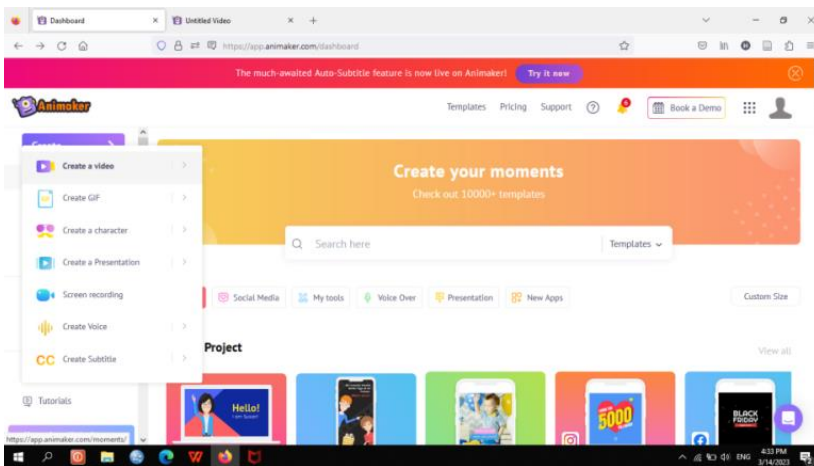 Dashboard
Untitled Video
https://app.animaker.com/dashboard
The much-awaited Auto-Subtitle feature is now live on Animaker!
Try it now
Animaker
Templates
Pricing
Support
Book a Demo
Create
Create a video
Create GIF
Create a character
Create a Presentation
Screen recording
Create Voice
CC
Create Subtitle
Tutorials
Create your moments
Check out 10000+ templates
Search here
Templates
Social Media
My tools
Voice Over
Presentation
New Apps
Custom Size
Project
View all
Hello!
5000
BLACK
FRIDAY
https://app.animaker.com/moments/
ENG
4:33 PM
3/14/2023